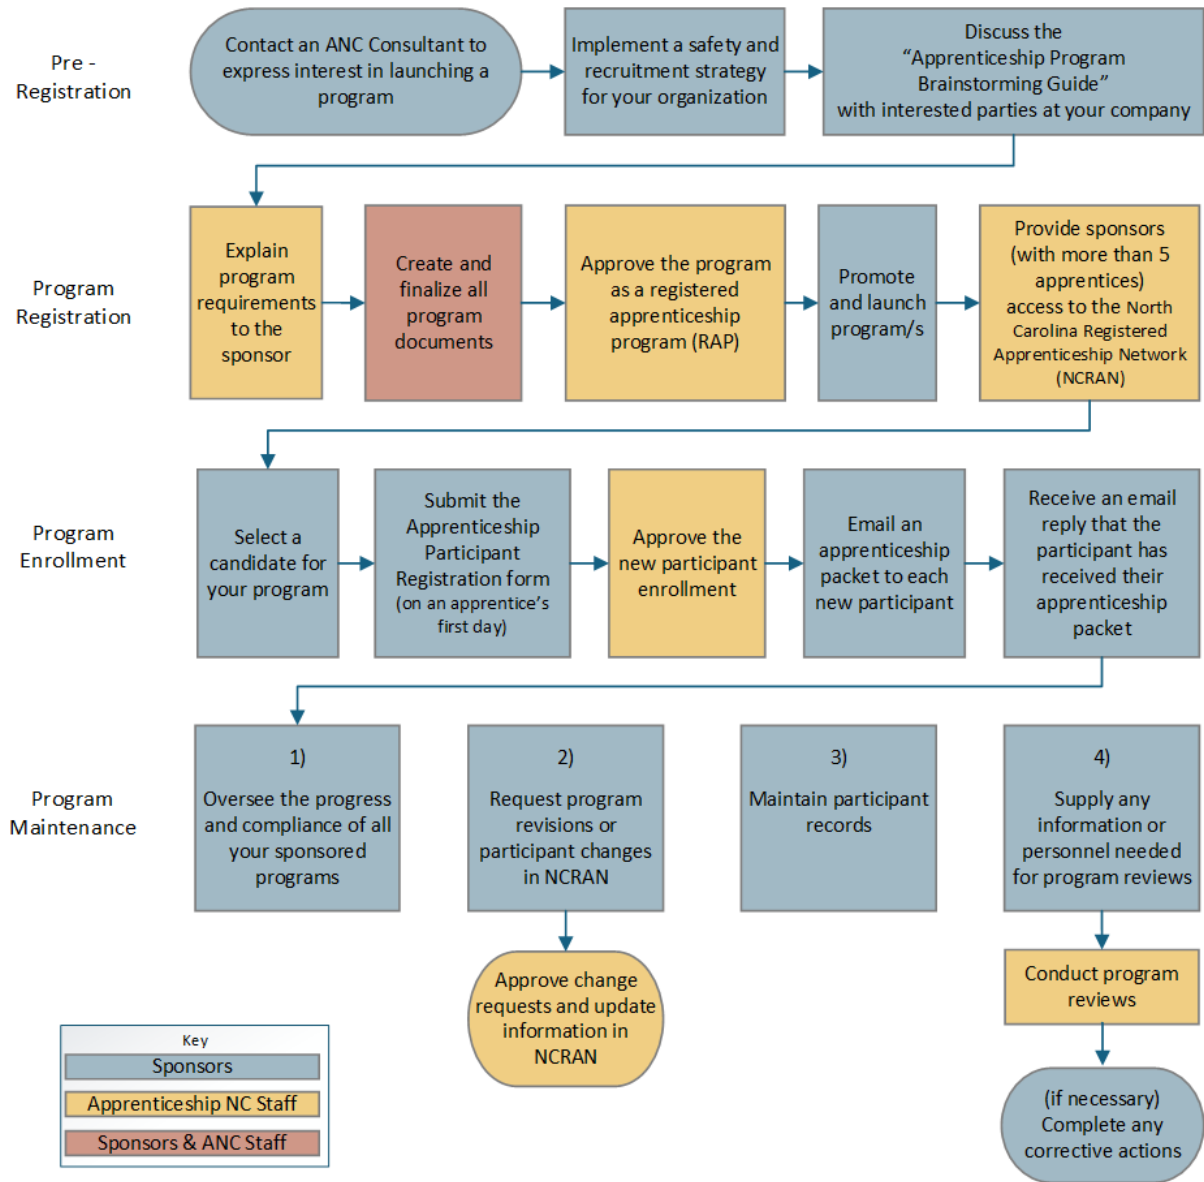 Pre -
Registration
Contact an ANC Consultant to
express interest in launching a
program
Implement a safety and
recruitment strategy
for your organization
Discuss the
“Apprenticeship Program
Brainstorming Guide”
with interested parties at your company
Program
Registration
Explain
program
requirements
to the
sponsor
Create and
finalize all
program
documents
Approve the program
as a registered
apprenticeship
program (RAP)
Promote
and launch
program/s
Provide sponsors
(with more than 5
apprentices)
access to the North
Carolina Registered
Apprenticeship Network
(NCRAN)
Program
Enrollment
Select a
candidate for
your program
Submit the
Apprenticeship
Participant
Registration form
(on an apprentice’s
first day)
Approve the
new participant
enrollment
Email an
apprenticeship
packet to each
new participant
Receive an email
reply that the
participant has
received their
apprenticeship
packet
Program
Maintenance
1)
Oversee the progress
and compliance of all
your sponsored
programs
2)
Request program
revisions or
participant changes
in NCRAN
3)
Maintain participant
records
4)
Supply any
information or
personnel needed
for program reviews
Approve change
requests and update
information in
NCRAN
Conduct program
reviews
(if necessary)
Complete any
corrective actions
Key
Sponsors
Apprenticeship NC Staff
Sponsors & ANC Staff